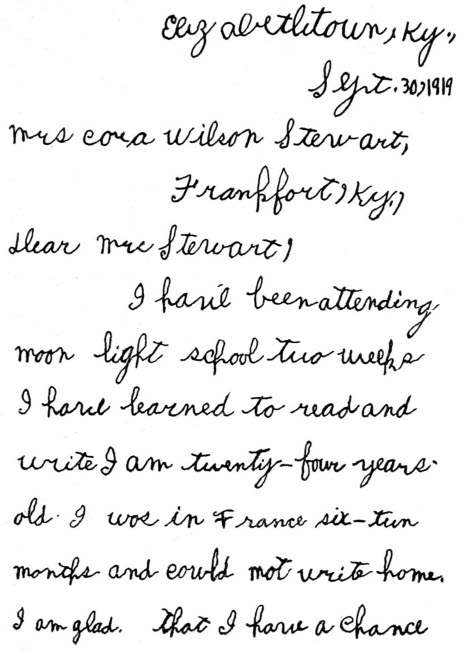 Elizabethtown, Ky.,
Sept. 30, 1919
Mrs Cora Wilson Stewart,
Frankfort, Ky.,
Dear Mrs Stewart,
I have been attending
moon light school two weeks
I have learned to read and
write I am twenty-four years.
old. I was in France six-teen
months and could not write home.
I am glad. that I have a chance